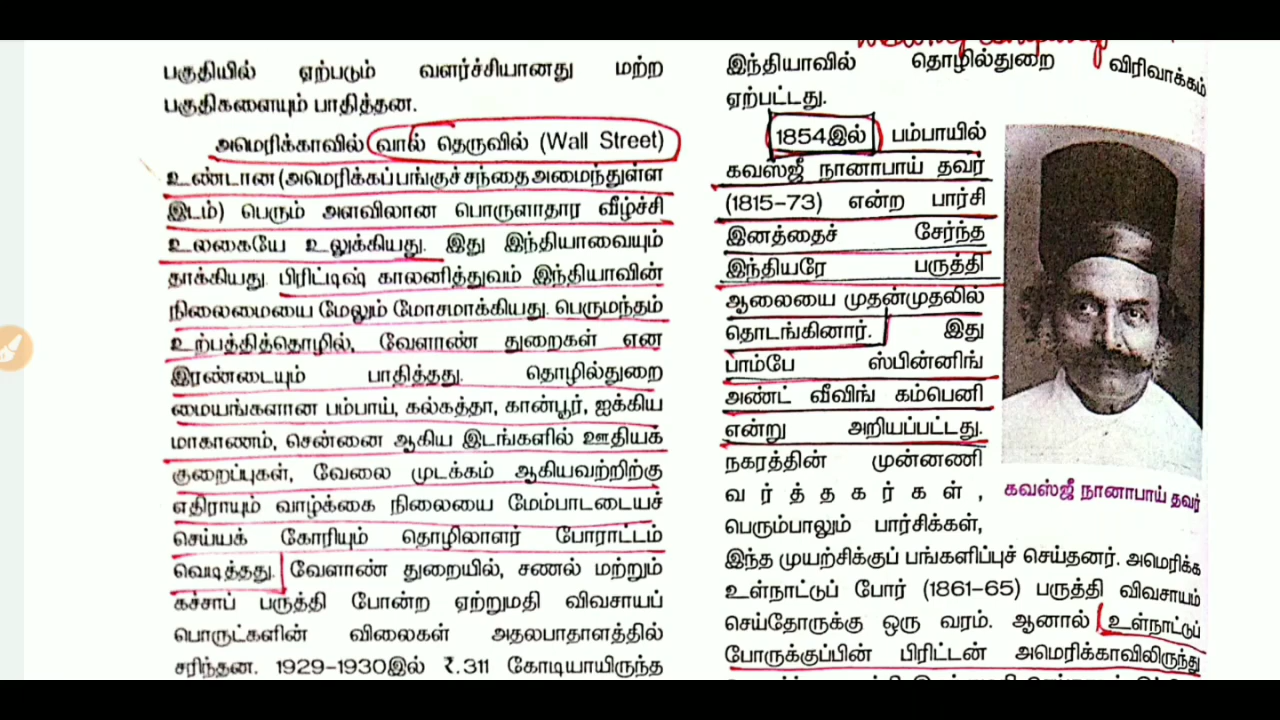 பகுதியில் ஏற்படும் வளர்ச்சியானது மற்ற
பகுதிகளையும் பாதித்தன.
அமெரிக்காவில் வால் தெருவில் (Wall Street)
உண்டான (அமெரிக்கப் பங்குச் சந்தை அமைந்துள்ள
இடம்) பெரும் அளவிலான பொருளாதார வீழ்ச்சி
உலகையே உலுக்கியது. இது இந்தியாவையும்
தாக்கியது. பிரிட்டிஷ் காலனித்துவம் இந்தியாவின்
நிலைமையை மேலும் மோசமாக்கியது. பெருமந்தம்
உற்பத்தித்தொழில், வேளாண் துறைகள் என
இரண்டையும் பாதித்தது. தொழில்துறை
மையங்களான பம்பாய், கல்கத்தா, கான்பூர், ஐக்கிய
மாகாணம், சென்னை ஆகிய இடங்களில் ஊதியக்
குறைப்புகள், வேலை முடக்கம் ஆகியவற்றிற்கு
எதிராயும் வாழ்க்கை நிலையை மேம்பாடடையச்
செய்யக் கோரியும் தொழிலாளர் போராட்டம்
வெடித்தது. வேளாண் துறையில், சணல் மற்றும்
கச்சாப் பருத்தி போன்ற ஏற்றுமதி விவசாயப்
பொருட்களின் விலைகள் அதலபாதாளத்தில்
சரிந்தன. 1929-1930இல் ₹.311 கோடியாயிருந்த
இந்தியாவில் தொழில்துறை விரிவாக்கம்
ஏற்பட்டது.
1854இல் பம்பாயில்
கவஸ்ஜீ நானாபாய் தவர்
(1815-73) என்ற பார்சி
இனத்தைச் சேர்ந்த
இந்தியரே பருத்தி
ஆலையை முதன்முதலில்
தொடங்கினார். இது
பாம்பே ஸ்பின்னிங்
அண்ட் வீவிங் கம்பெனி
என்று அறியப்பட்டது.
நகரத்தின் முன்னணி
வர்த்தகர்கள்,
பெரும்பாலும் பார்சிக்கள்,
இந்த முயற்சிக்குப் பங்களிப்புச் செய்தனர். அமெரிக்க
உள்நாட்டுப் போர் (1861-65) பருத்தி விவசாயம்
செய்தோருக்கு ஒரு வரம். ஆனால் உள்நாட்டுப்
போருக்குப்பின் பிரிட்டன் அமெரிக்காவிலிருந்து
கவஸ்ஜீ நானாபாய் தவர்